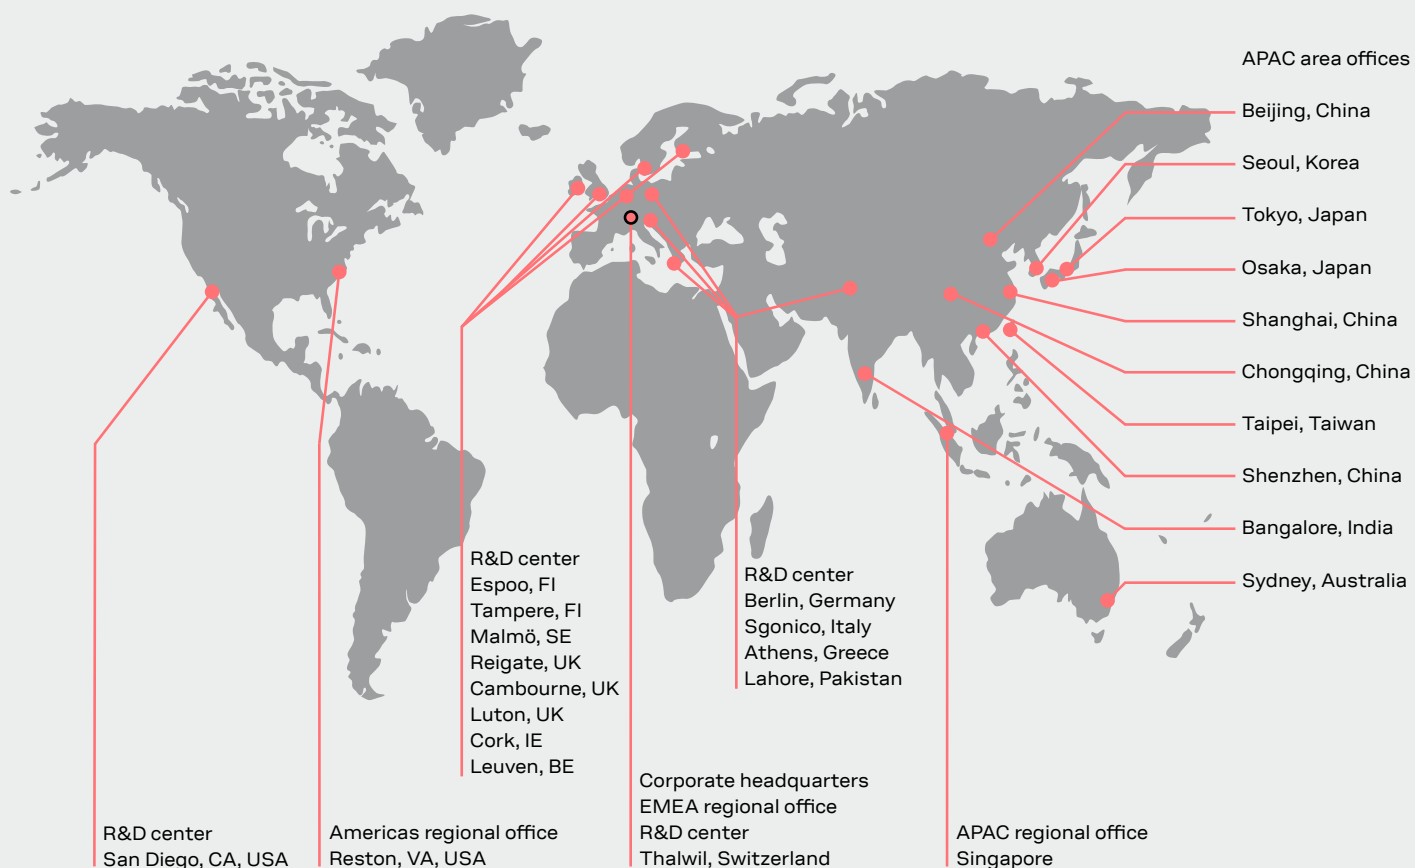 APAC area offices
Beijing, China
Seoul, Korea
Tokyo, Japan
Osaka, Japan
Shanghai, China
Chongqing, China
Taipei, Taiwan
Shenzhen, China
Bangalore, India
Sydney, Australia
R&D center
Espoo, FI
Tampere, FI
Malmö, SE
Reigate, UK
Cambourne, UK
Luton, UK
Cork, IE
Leuven, BE
R&D center
Berlin, Germany
Sgonico, Italy
Athens, Greece
Lahore, Pakistan
R&D center
San Diego, CA, USA
Americas regional office
Reston, VA, USA
Corporate headquarters
EMEA regional office
R&D center
Thalwil, Switzerland
APAC regional office
Singapore